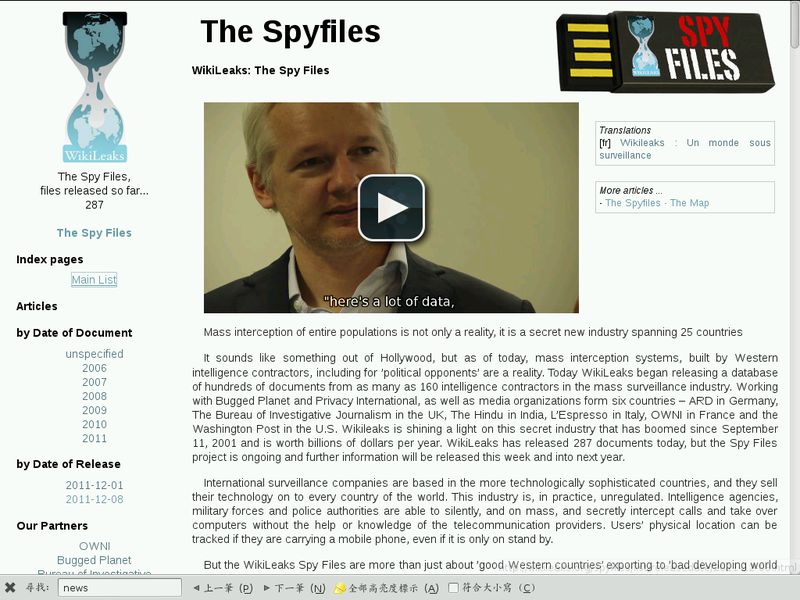 The Spyfiles
WikiLeaks: The Spy Files
SPY
FILES
WIKILEAKS
WikiLeaks
The Spy Files,
files released so far...
287
The Spy Files
Index pages
Main List
Articles
by Date of Document
unspecified
2006
2007
2008
2009
2010
2011
by Date of Release
2011-12-01
2011-12-08
Our Partners
OWNI
Bugged Planet
Bureau of Investigative
"here's a lot of data,
Translations
[fr] Wikileaks : Un monde sous
surveillance
More articles ...
- The Spyfiles - The Map
Mass interception of entire populations is not only a reality, it is a secret new industry spanning 25 countries
It sounds like something out of Hollywood, but as of today, mass interception systems, built by Western
intelligence contractors, including for 'political opponents' are a reality. Today WikiLeaks began releasing a database
of hundreds of documents from as many as 160 intelligence contractors in the mass surveillance industry. Working
with Bugged Planet and Privacy International, as well as media organizations form six countries – ARD in Germany,
The Bureau of Investigative Journalism in the UK, The Hindu in India, L'Espresso in Italy, OWNI in France and the
Washington Post in the U.S. Wikileaks is shining a light on this secret industry that has boomed since September
11, 2001 and is worth billions of dollars per year. WikiLeaks has released 287 documents today, but the Spy Files
project is ongoing and further information will be released this week and into next year.
International surveillance companies are based in the more technologically sophisticated countries, and they sell
their technology on to every country of the world. This industry is, in practice, unregulated. Intelligence agencies,
military forces and police authorities are able to silently, and on mass, and secretly intercept calls and take over
computers without the help or knowledge of the telecommunication providers. Users' physical location can be
tracked if they are carrying a mobile phone, even if it is only on stand by.
But the WikiLeaks Spy Files are more than just about 'good Western countries' exporting to 'bad developing world
尋找: news 上一筆 (P) 下一筆 (N) 全部高亮度標示 (A) 符合大小寫 (C)